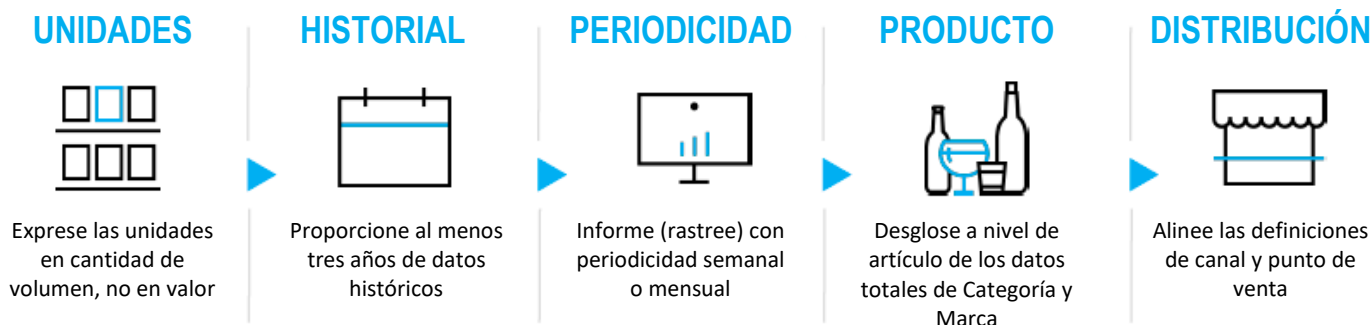 UNIDADES
Exprese las unidades
en cantidad de
volumen, no en valor
HISTORIAL
Proporcione al menos
tres años de datos
históricos
PERIODICIDAD
Informe (rastree) con
periodicidad semanal
o mensual
PRODUCTO
Desglose a nivel de
artículo de los datos
totales de Categoría y
Marca
DISTRIBUCIÓN
Alinee las definiciones
de canal y punto de
venta